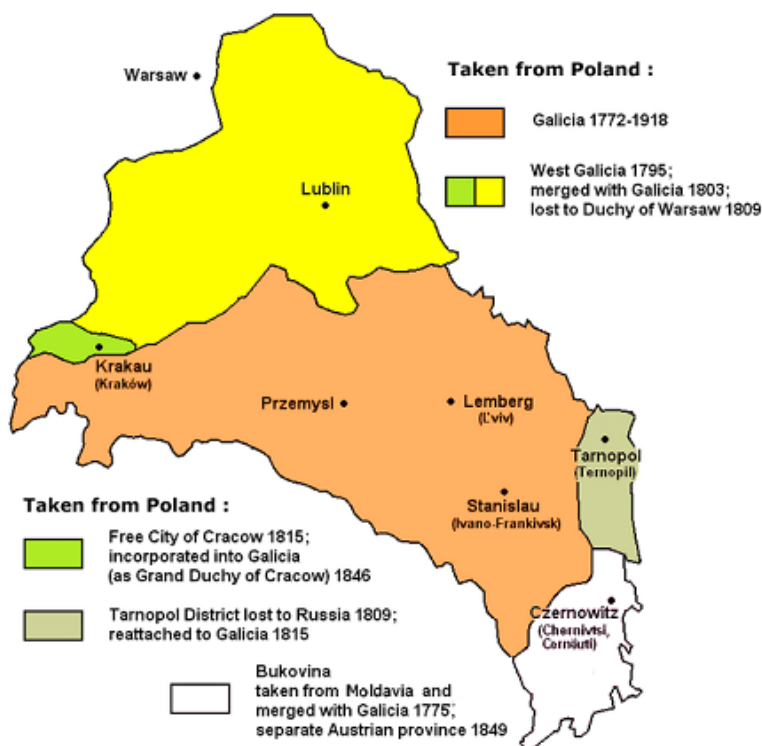 Warsaw
Taken from Poland :
Galicia 1772-1918
West Galicia 1795;
merged with Galicia 1803;
lost to Duchy of Warsaw 1809
Lublin
Krakau
(Kraków)
Przemysl
Lemberg
(L'viv)
Tarnopol
(Ternopil)
Stanislau
(Ivano-Frankivsk)
Taken from Poland :
Free City of Cracow 1815;
incorporated into Galicia
(as Grand Duchy of Cracow) 1846
Tarnopol District lost to Russia 1809;
reattached to Galicia 1815
Czernowitz
(Chernivtsi,
Cerniuti)
Bukovina
taken from Moldavia and
merged with Galicia 1775;
separate Austrian province 1849